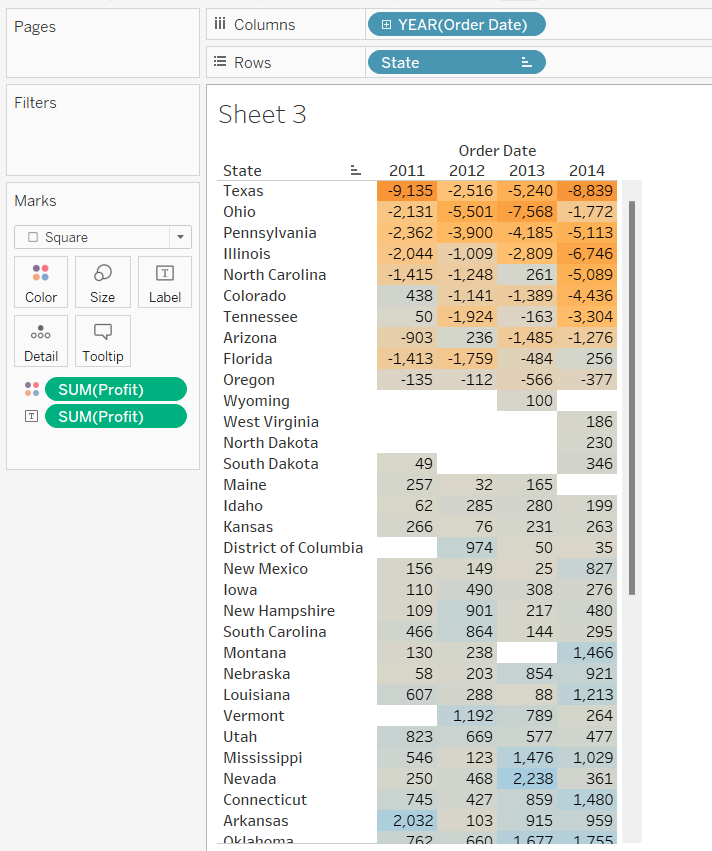 Pages
Columns
YEAR(Order Date)
Rows
State
Filters
Sheet 3
Order Date
State 2011 2012 2013 2014
Texas -9,135 -2,516 -5,240 -8,839
Marks
Ohio -2,131 -5,501 -7,568 -1,772
Pennsylvania -2,362 -3,900 -4,185 -5,113
Square
Illinois -2,044 -1,009 -2,809 -6,746
North Carolina -1,415 -1,248 261 -5,089
Color Size Label
Colorado 438 -1,141 -1,389 -4,436
Tennessee 50 -1,924 -163 -3,304
Arizona -903 236 -1,485 -1,276
Detail Tooltip
Florida -1,413 -1,759 -484 256
Oregon -135 -112 -566 -377
SUM(Profit)
Wyoming 100
SUM(Profit)
West Virginia 186
North Dakota 230
South Dakota 49 346
Maine 257 32 165
Idaho 62 285 280 199
Kansas 266 76 231 263
District of Columbia 974 50 35
New Mexico 156 149 25 827
Iowa 110 490 308 276
New Hampshire 109 901 217 480
South Carolina 466 864 144 295
Montana 130 238 1,466
Nebraska 58 203 854 921
Louisiana 607 288 88 1,213
Vermont 1,192 789 264
Utah 823 669 577 477
Mississippi 546 123 1,476 1,029
Nevada 250 468 2,238 361
Connecticut 745 427 859 1,480
Arkansas 2,032 103 915 959
Oklahoma 762 660 1,677 1,755